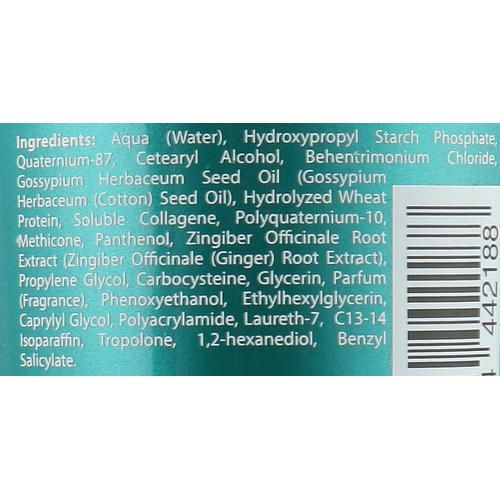 Ingredients: Aqua (Water), Hydroxypropyl Starch Phosphate,
Quaternium-87, Cetearyl Alcohol, Behentrimonium Chloride,
Gossypium Herbaceum Seed Oil (Gossypium
Herbaceum (Cotton) Seed Oil), Hydrolyzed Wheat
Protein, Soluble Collagene, Polyquaternium-10,
Methicone, Panthenol, Zingiber Officinale Root
Extract (Zingiber Officinale (Ginger) Root Extract),
Propylene Glycol, Carbocysteine, Glycerin, Parfum
(Fragrance), Phenoxyethanol, Ethylhexylglycerin,
Caprylyl Glycol, Polyacrylamide, Laureth-7, C13-14
Isoparaffin, Tropolone, 1,2-hexanediol, Benzyl
Salicylate.
4 442188